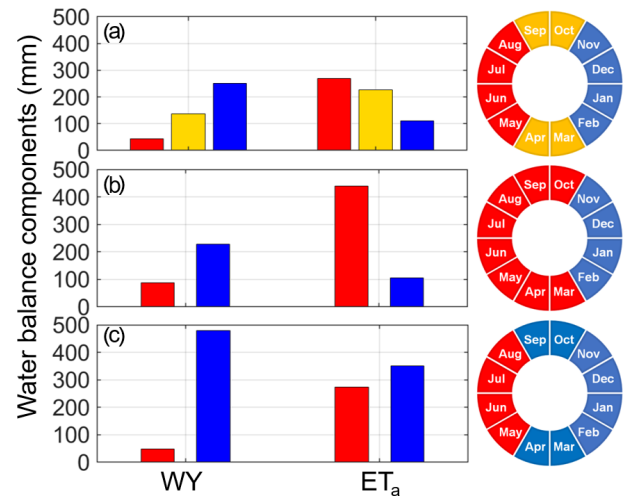 Water balance components (mm)
(a)
500
400
300
200
100
0
Sep Oct
Aug Nov
Jul Dec
Jun Jan
May Feb
Apr Mar
(b)
500
400
300
200
100
0
Sep Oct
Aug Nov
Jul Dec
Jun Jan
May Feb
Apr Mar
(c)
500
400
300
200
100
0
Sep Oct
Aug Nov
Jul Dec
Jun Jan
May Feb
Apr Mar
WY ETₐ